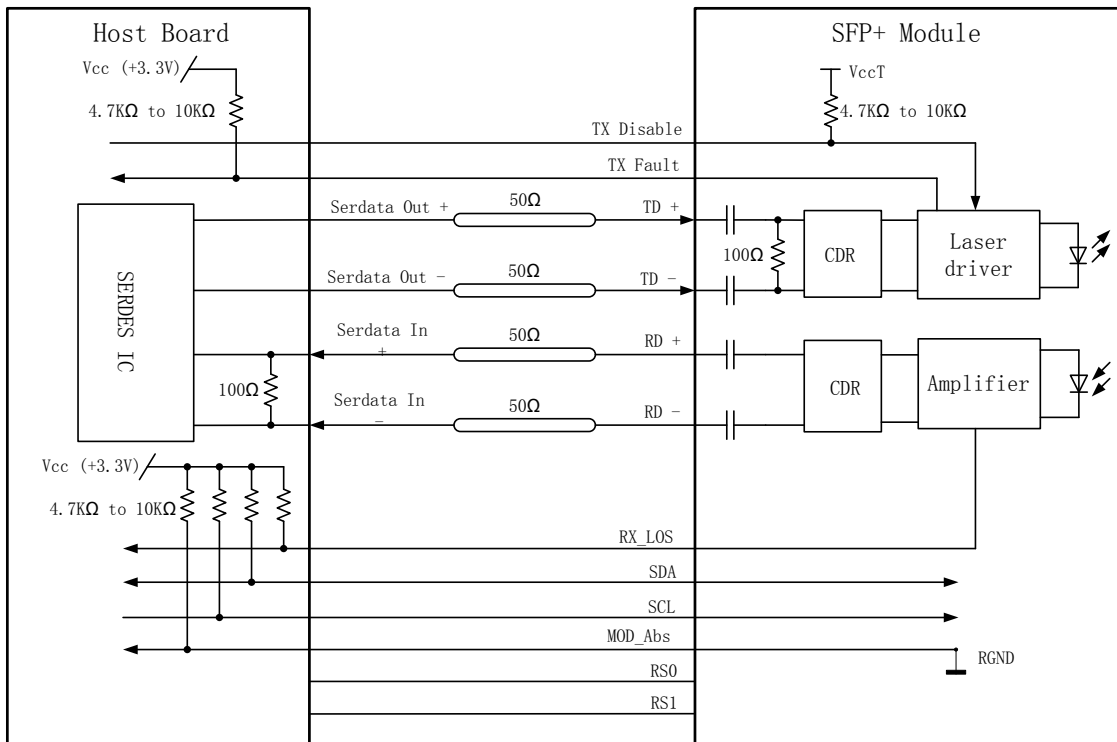 Host Board
SFP+ Module
Vcc (+3.3V)
VccT
4.7KΩ to 10KΩ
4.7KΩ to 10KΩ
TX Disable
TX Fault
Serdata Out +
50Ω
TD +
SERDES IC
100Ω
CDR
Laser
driver
Serdata Out −
50Ω
TD −
Serdata In
+
50Ω
RD +
100Ω
CDR
Amplifier
Serdata In
−
50Ω
RD −
Vcc (+3.3V)
4.7KΩ to 10KΩ
RX_LOS
SDA
SCL
MOD_Abs
RGND
RS0
RS1